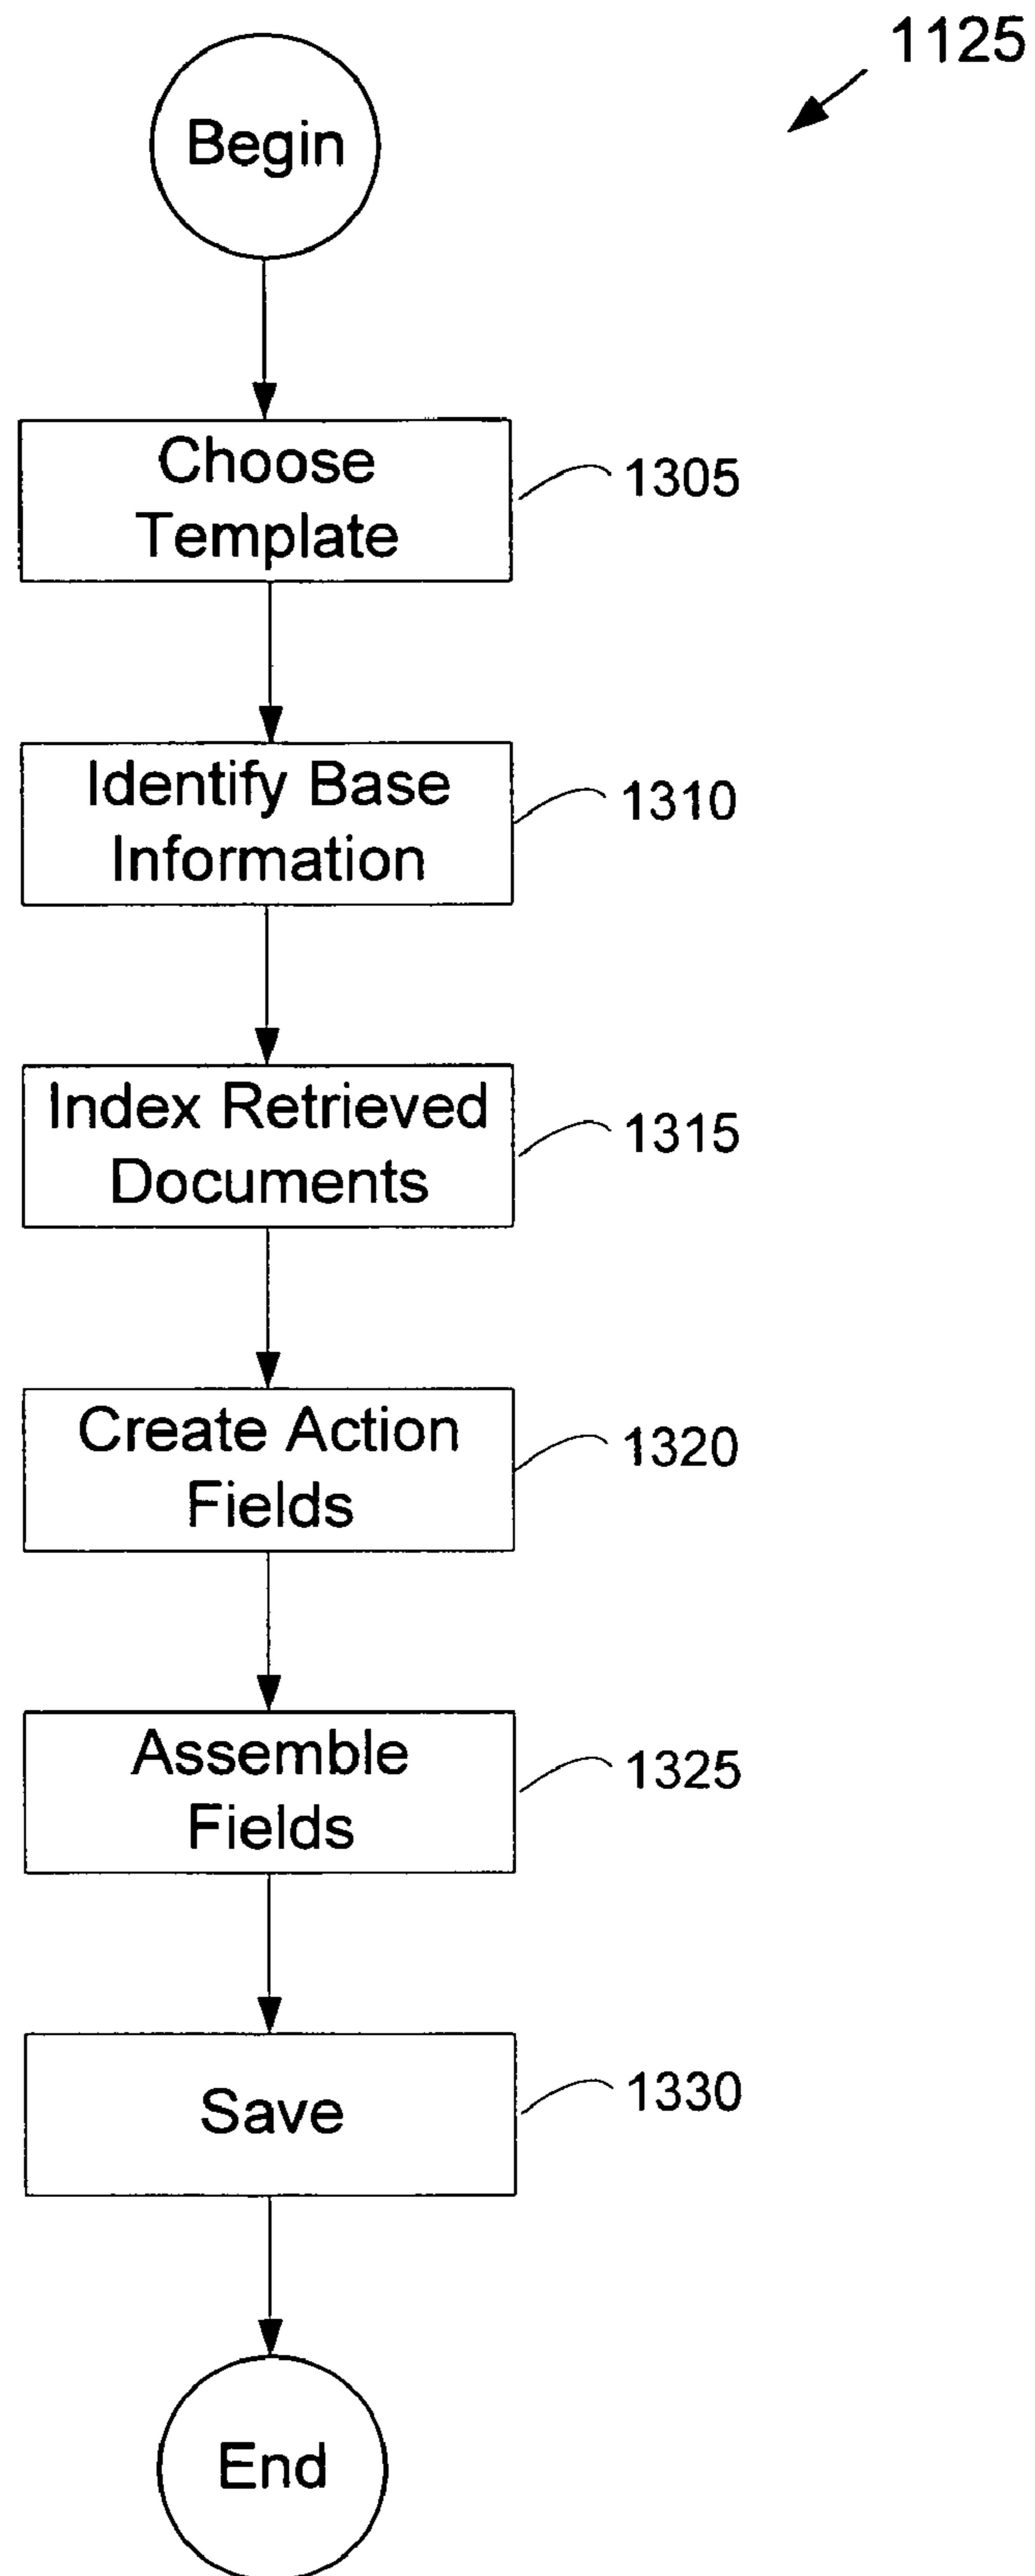 1125
Begin
Choose
Template
1305
Identify Base
Information
1310
Index Retrieved
Documents
1315
Create Action
Fields
1320
Assemble
Fields
1325
Save
1330
End